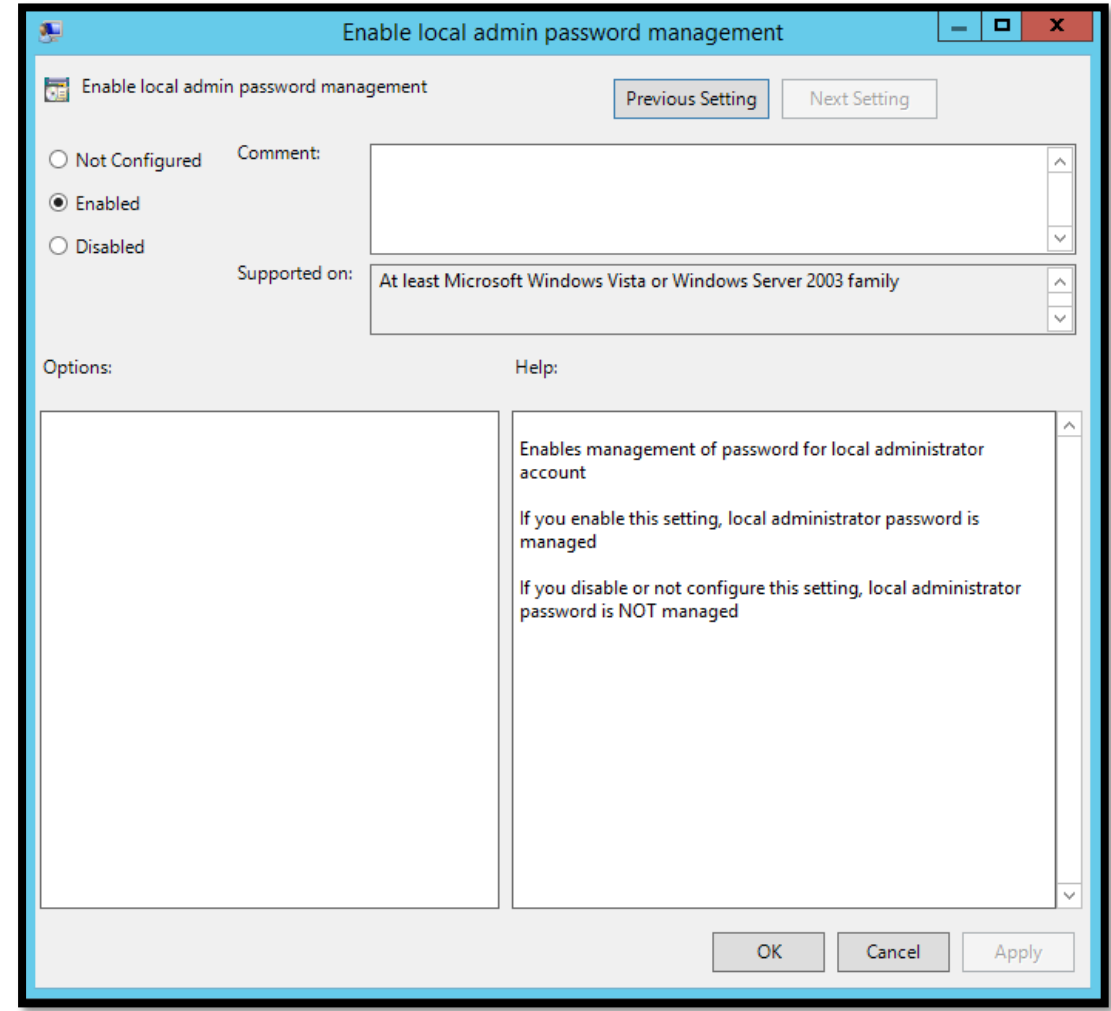 Enable local admin password management
Enable local admin password management
Previous Setting
Next Setting
Not Configured
Enabled
Disabled
Comment:
Supported on:
At least Microsoft Windows Vista or Windows Server 2003 family
Options:
Help:
Enables management of password for local administrator
account
If you enable this setting, local administrator password is
managed
If you disable or not configure this setting, local administrator
password is NOT managed
OK
Cancel
Apply